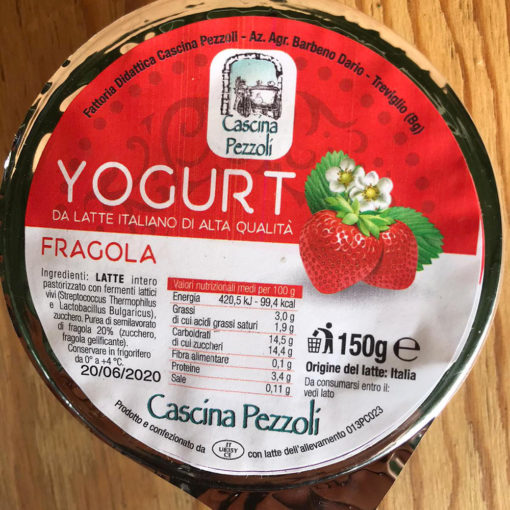 Fattoria Didattica Cascina Pezzoli - Az. Agr. Barbeno Dario - Treviglio (Bg)
Cascina
Pezzoli
YOGURT
DA LATTE ITALIANO DI ALTA QUALITÀ
FRAGOLA
Ingredienti: LATTE intero
pastorizzato con fermenti lattici
vivi (Streptococcus Thermophilus
e Lactobacillus Bulgaricus),
zucchero. Purea di semilavorato
di fragola 20% (zucchero,
fragola gelificante).
Conservare in frigorifero
da 0° a +4 °C.
20/06/2020
Valori nutrizionali medi per 100 g
Energia 420,5 kJ - 99,4 kcal
Grassi 3,0 g
di cui acidi grassi saturi 1,9 g
Carboidrati 14,5 g
di cui zuccheri 14,4 g
Fibra alimentare 0,1 g
Proteine 3,4 g
Sale 0,11 g
150g e
Origine del latte: Italia
Da consumarsi entro il:
vedi lato
Cascina Pezzoli
Prodotto e confezionato da
IT
CE
con latte dell'allevamento 013PC023